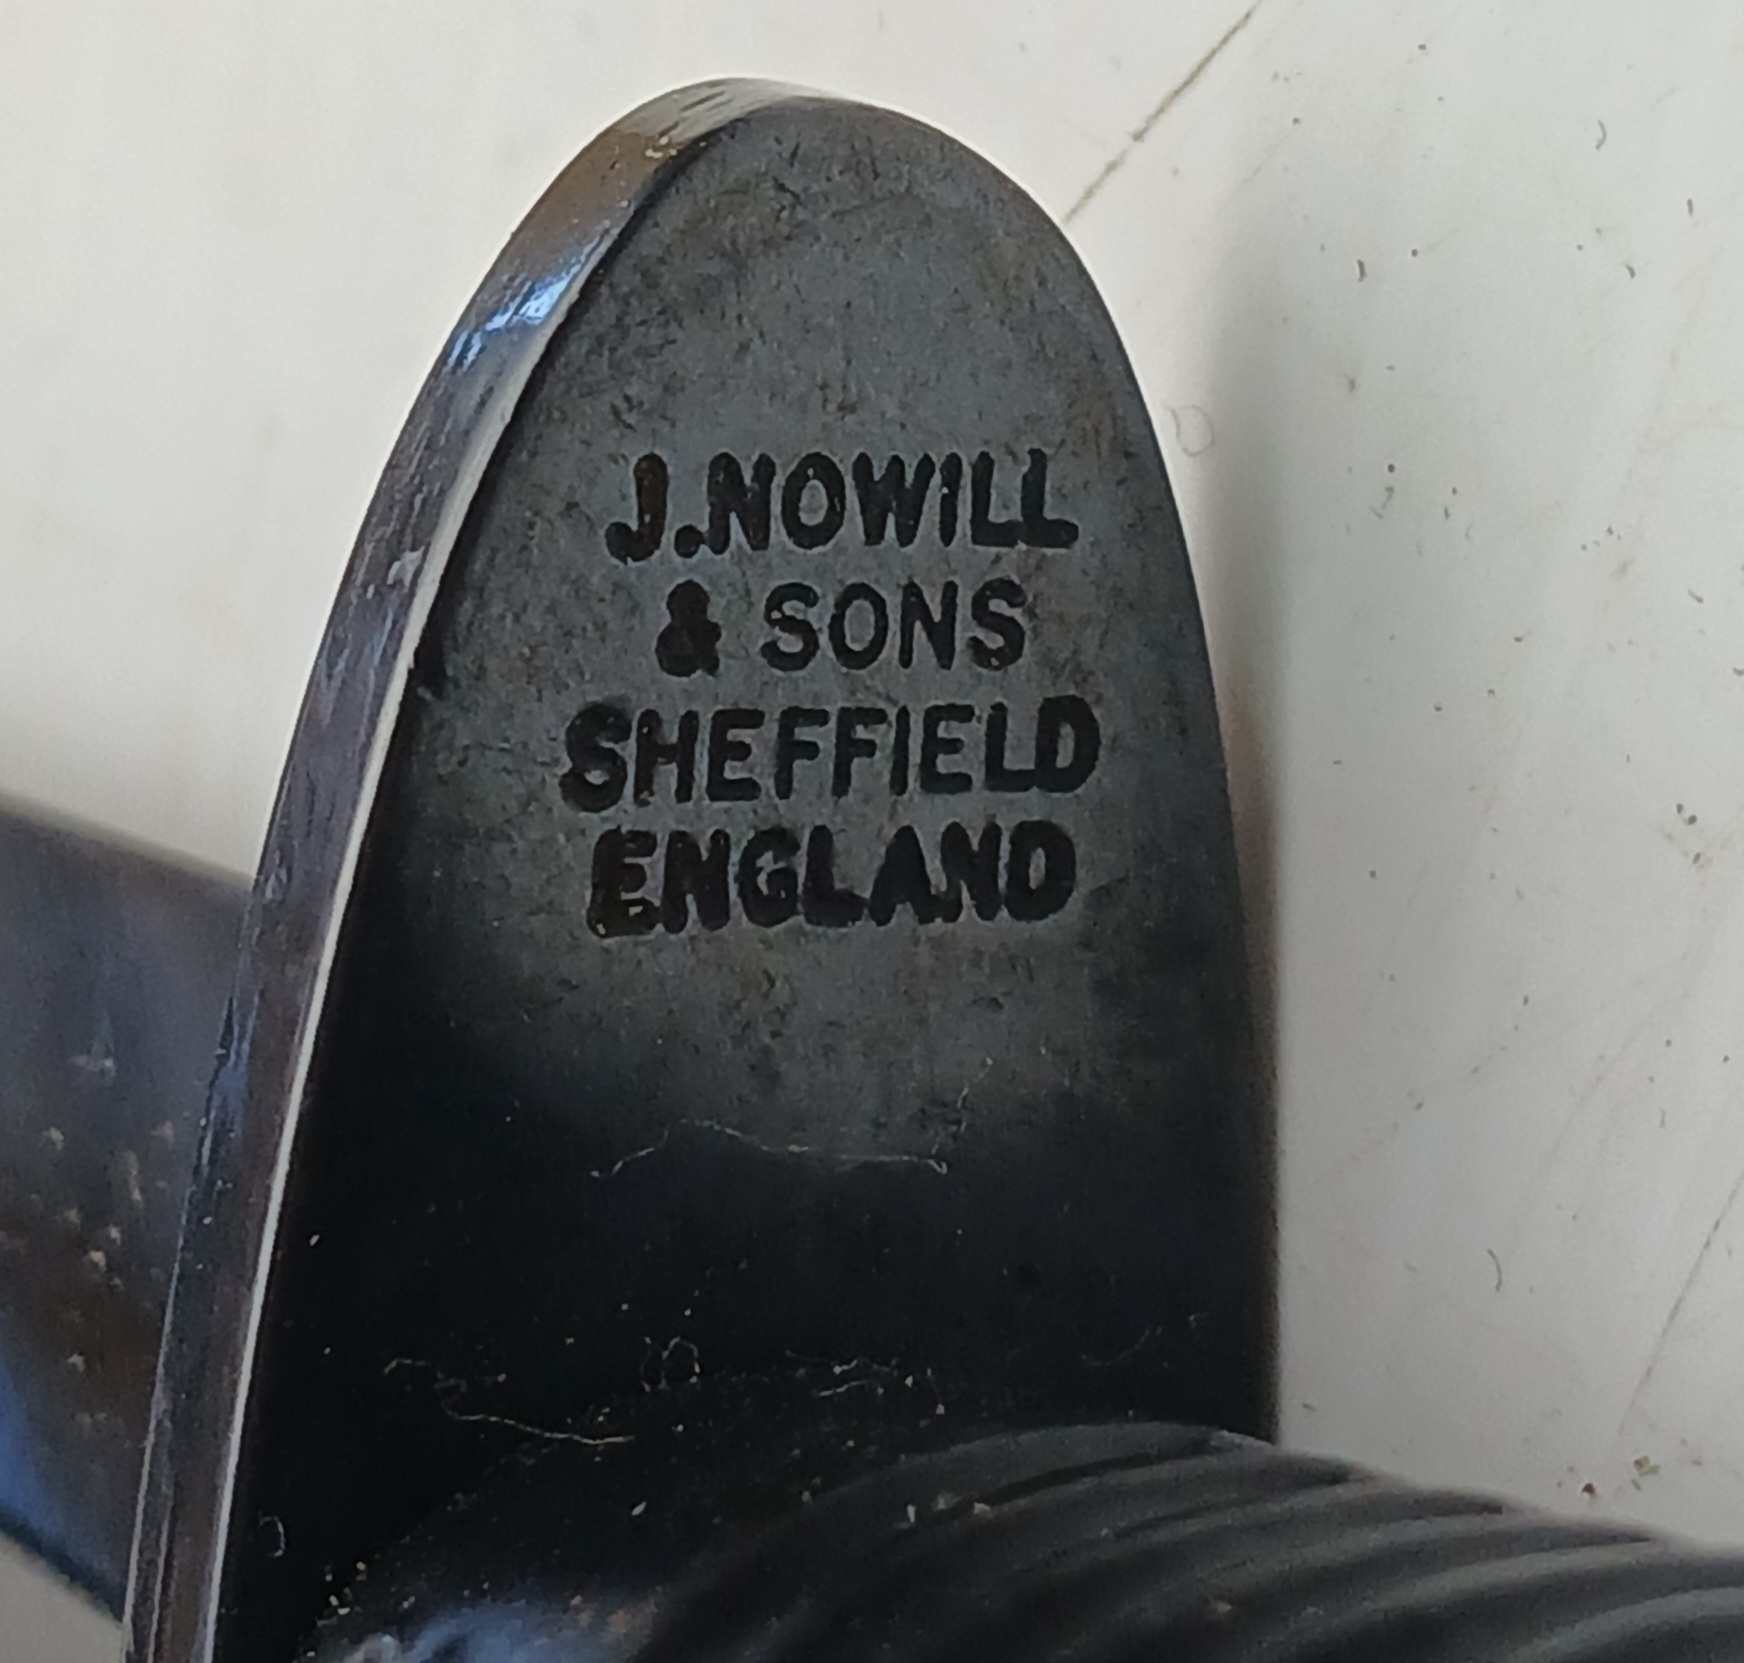 J.NOWILL
& SONS
SHEFFIELD
ENGLAND